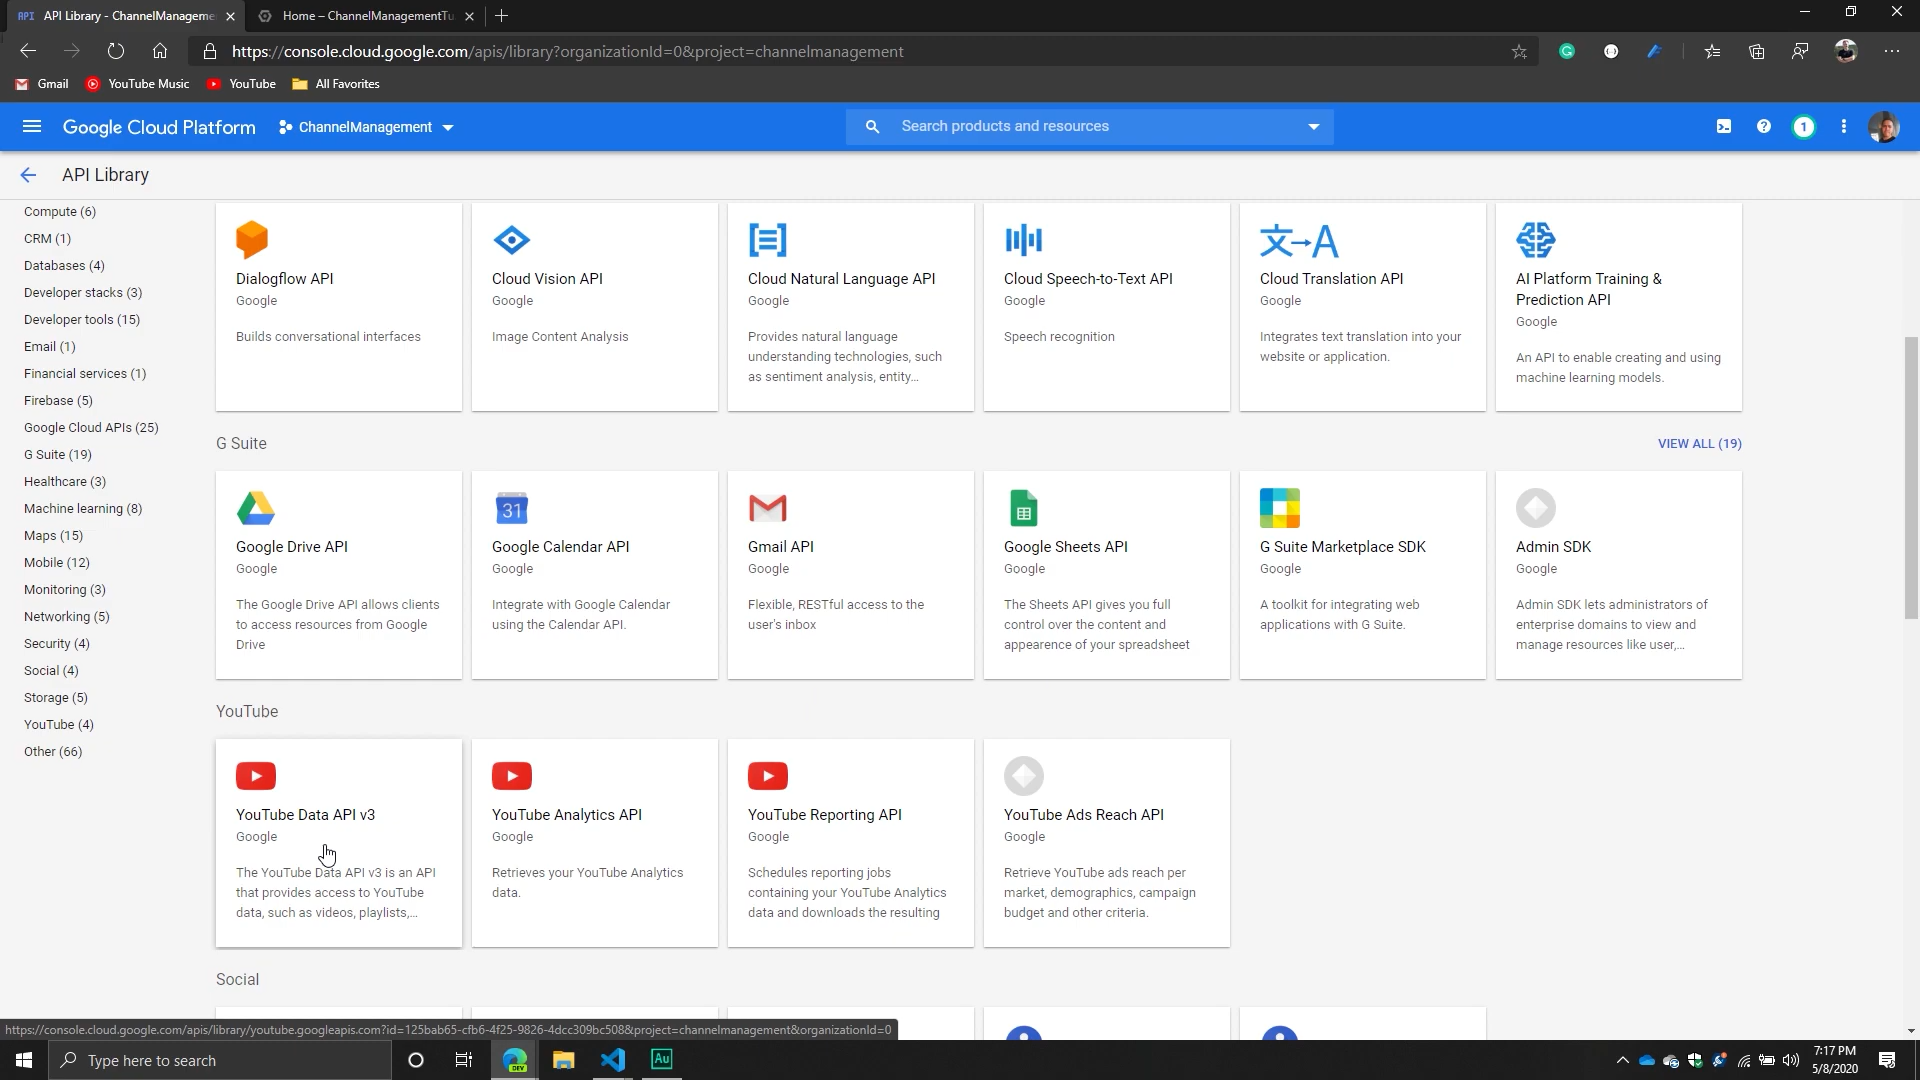 API Library - ChannelManageme
Home – ChannelManagementTu
https://console.cloud.google.com/apis/library?organizationId=0&project=channelmanagement
Gmail
YouTube Music
YouTube
All Favorites
Google Cloud Platform
ChannelManagement
Search products and resources
1
API Library
Compute (6)
CRM (1)
Databases (4)
Developer stacks (3)
Developer tools (15)
Email (1)
Financial services (1)
Firebase (5)
Google Cloud APIs (25)
G Suite (19)
Healthcare (3)
Machine learning (8)
Maps (15)
Mobile (12)
Monitoring (3)
Networking (5)
Security (4)
Social (4)
Storage (5)
YouTube (4)
Other (66)
Dialogflow API
Google
Builds conversational interfaces
Cloud Vision API
Google
Image Content Analysis
Cloud Natural Language API
Google
Provides natural language
understanding technologies, such
as sentiment analysis, entity...
Cloud Speech-to-Text API
Google
Speech recognition
文→A
Cloud Translation API
Google
Integrates text translation into your
website or application.
AI Platform Training &
Prediction API
Google
An API to enable creating and using
machine learning models.
G Suite
VIEW ALL (19)
Google Drive API
Google
The Google Drive API allows clients
to access resources from Google
Drive
31
Google Calendar API
Google
Integrate with Google Calendar
using the Calendar API.
Gmail API
Google
Flexible, RESTful access to the
user's inbox
Google Sheets API
Google
The Sheets API gives you full
control over the content and
appearence of your spreadsheet
G Suite Marketplace SDK
Google
A toolkit for integrating web
applications with G Suite.
Admin SDK
Google
Admin SDK lets administrators of
enterprise domains to view and
manage resources like user,...
YouTube
YouTube Data API v3
Google
The YouTube Data API v3 is an API
that provides access to YouTube
data, such as videos, playlists,...
YouTube Analytics API
Google
Retrieves your YouTube Analytics
data.
YouTube Reporting API
Google
Schedules reporting jobs
containing your YouTube Analytics
data and downloads the resulting
YouTube Ads Reach API
Google
Retrieve YouTube ads reach per
market, demographics, campaign
budget and other criteria.
Social
https://console.cloud.google.com/apis/library/youtube.googleapis.com?id=125bab65-cfb6-4f25-9826-4dcc309bc508&project=channelmanagement&organizationId=0
Type here to search
DEV
Au
7:17 PM
5/8/2020